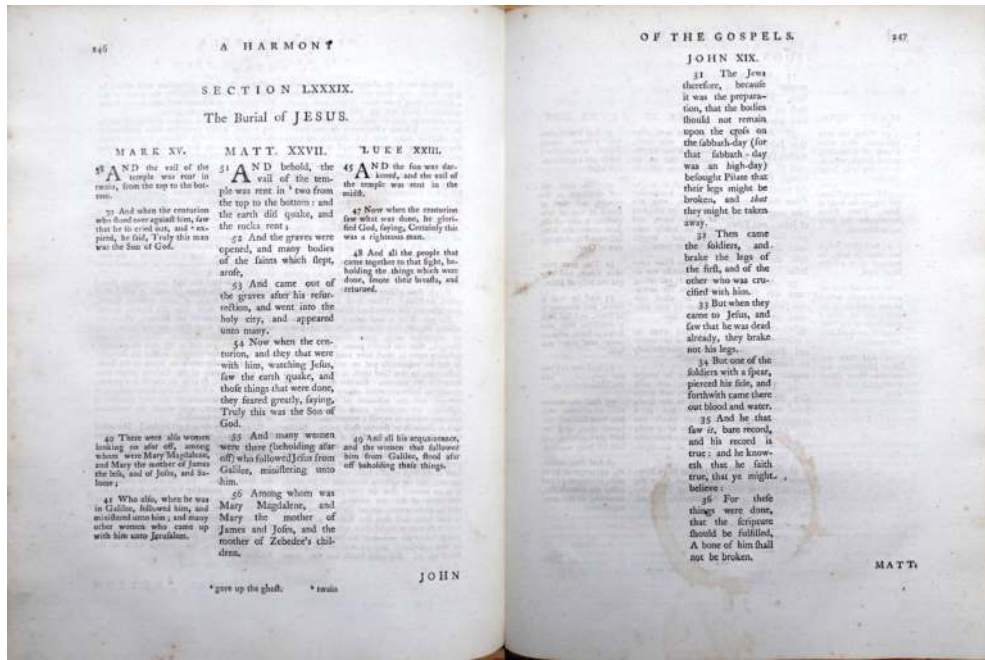 246
A HARMONY
SECTION LXXXIX.
The Burial of JESUS.
MARK XV.
38 AND the vail of the
temple was rent in
twain, from the top to the bot-
tom.
39 And when the centurion
who stood over against him, saw
that he so cried out, and * ex-
pired, he said, Truly this man
was the Son of God.
40 There were also women
looking on afar off, among
whom were Mary Magdalene,
and Mary the mother of James
the less, and of Joses, and Sa-
lome;
41 Who also, when he was
in Galilee, followed him, and
ministered unto him; and many
other women who came up
with him unto Jerusalem.
MATT. XXVII.
51 AND behold, the
vail of the tem-
ple was rent in * two from
the top to the bottom: and
the earth did quake, and
the rocks rent;
52 And the graves were
opened, and many bodies
of the saints which slept,
arose,
53 And came out of
the graves after his resur-
rection, and went into the
holy city, and appeared
unto many.
54 Now when the cen-
turion, and they that were
with him, watching Jesus,
saw the earth quake, and
those things that were done,
they feared greatly, saying,
Truly this was the Son of
God.
55 And many women
were there (beholding afar
off) who followed Jesus from
Galilee, ministering unto
him.
56 Among whom was
Mary Magdalene, and
Mary the mother of
James and Joses, and the
mother of Zebedee's chil-
dren.
LUKE XXIII.
45 AND the sun was dar-
kened, and the vail of
the temple was rent in the
midst.
47 Now when the centurion
saw what was done, he glori-
fied God, saying, Certainly this
was a righteous man.
48 And all the people that
came together to that sight, be-
holding the things which were
done, smote their breasts, and
returned.
49 And all his acquaintance,
and the women that followed
him from Galilee, stood afar
off beholding these things.
JOHN
* gave up the ghost. * twain
OF THE GOSPELS.
247
JOHN XIX.
31 The Jews
therefore, because
it was the prepara-
tion, that the bodies
should not remain
upon the cross on
the sabbath-day (for
that sabbath-day
was an high-day)
besought Pilate that
their legs might be
broken, and that
they might be taken
away.
32 Then came
the soldiers, and
brake the legs of
the first, and of the
other who was cru-
cified with him.
33 But when they
came to Jesus, and
saw that he was dead
already, they brake
not his legs.
34 But one of the
soldiers with a spear,
pierced his side, and
forthwith came there
out blood and water.
35 And he that
saw it, bare record,
and his record is
true: and he know-
eth that he saith
true, that ye might
believe:
36 For these
things were done,
that the scripture
should be fulfilled,
A bone of him shall
not be broken.
MATT.